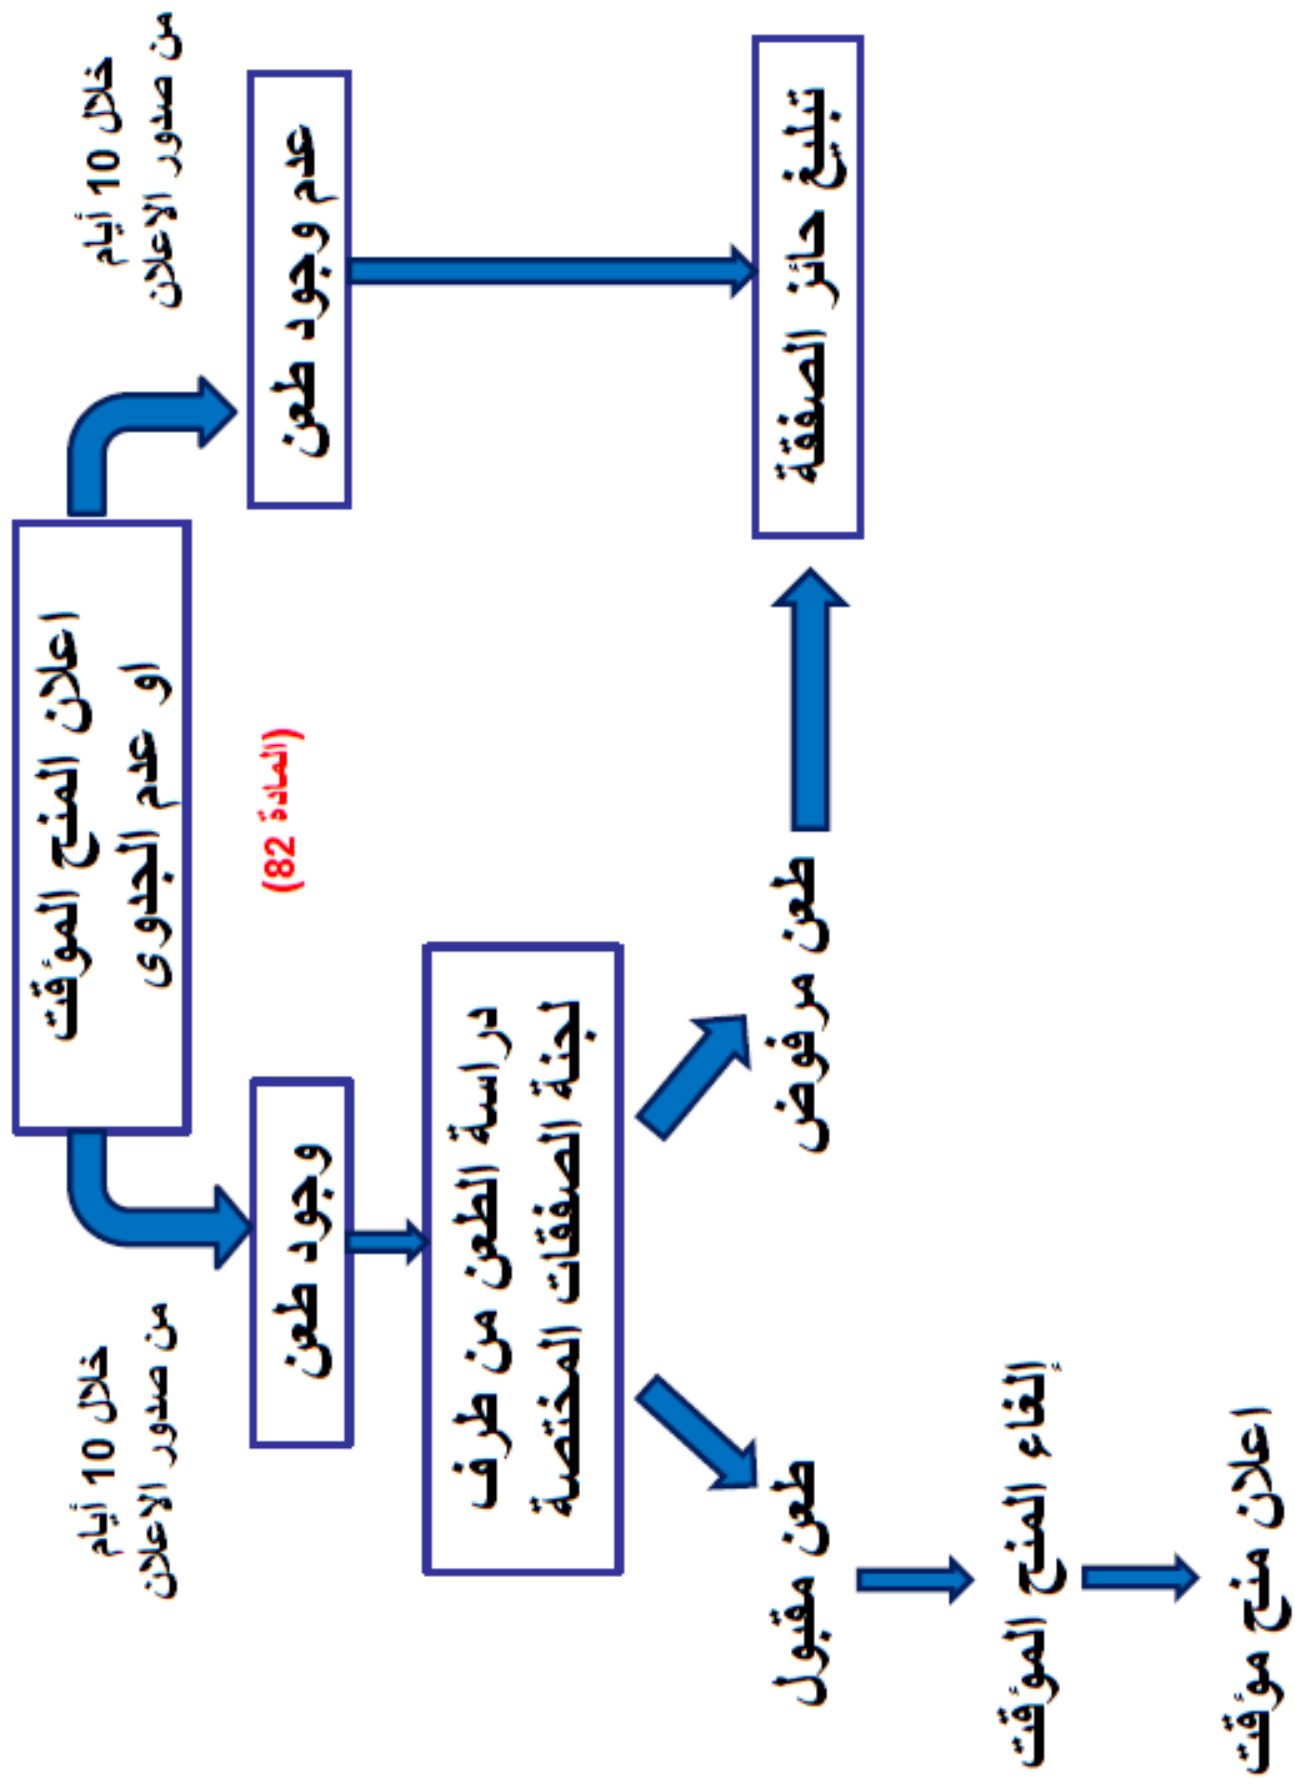 اعلان المنح المؤقت
او عدم الجدوى
خلال 10 أيام
من صدور الاعلان
خلال 10 أيام
من صدور الاعلان
عدم وجود طعن
(المادة 82)
وجود طعن
دراسة الطعن من طرف
لجنة الصفقات المختصة
تبليغ حائز الصفقة
طعن مرفوض
طعن مقبول
إلغاء المنح المؤقت
اعلان منح مؤقت